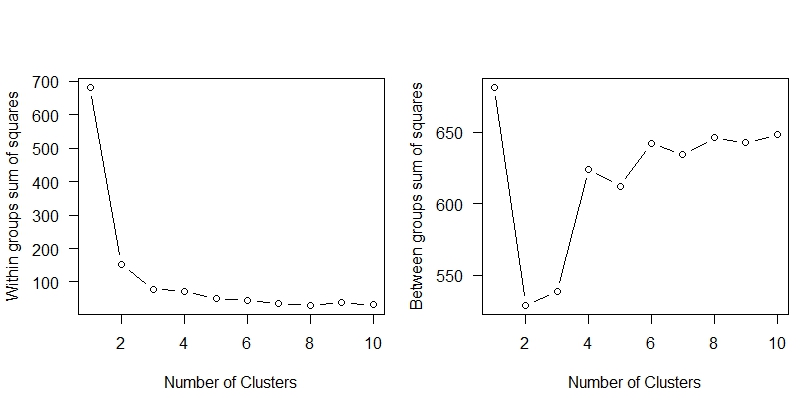 Within groups sum of squares
700
600
500
400
300
200
100
2 4 6 8 10
Number of Clusters
Between groups sum of squares
650
600
550
2 4 6 8 10
Number of Clusters